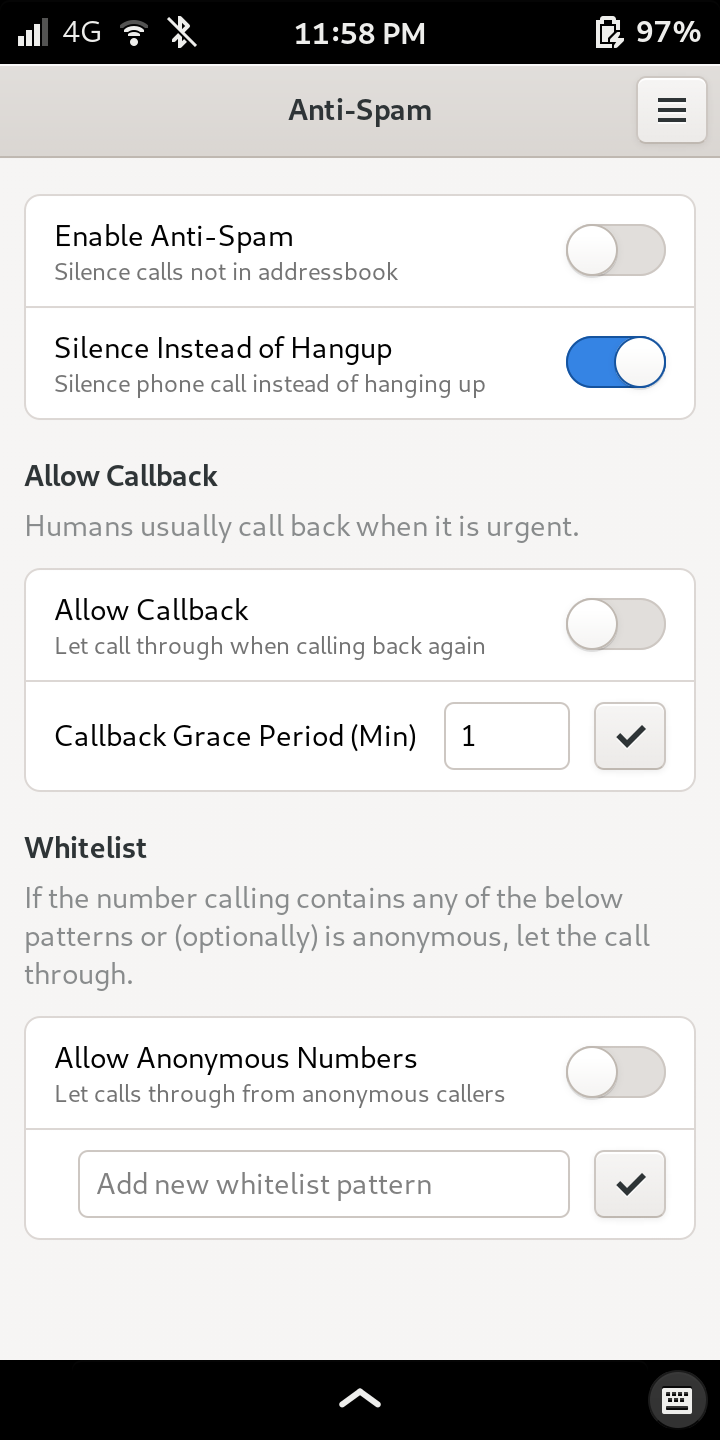 4G
11:58 PM
97%
Anti-Spam
Enable Anti-Spam
Silence calls not in addressbook
Silence Instead of Hangup
Silence phone call instead of hanging up
Allow Callback
Humans usually call back when it is urgent.
Allow Callback
Let call through when calling back again
Callback Grace Period (Min)
1
Whitelist
If the number calling contains any of the below
patterns or (optionally) is anonymous, let the call
through.
Allow Anonymous Numbers
Let calls through from anonymous callers
Add new whitelist pattern